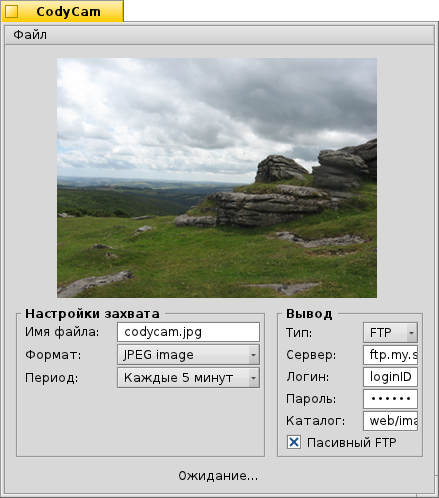 CodyCam
Файл
Настройки захвата
Имя файла: codycam.jpg
Формат: JPEG image
Период: Каждые 5 минут
Вывод
Тип: FTP
Сервер: ftp.my.s
Логин: loginID
Пароль: ••••••
Каталог: web/ima
Пасивный FTP
Ожидание...